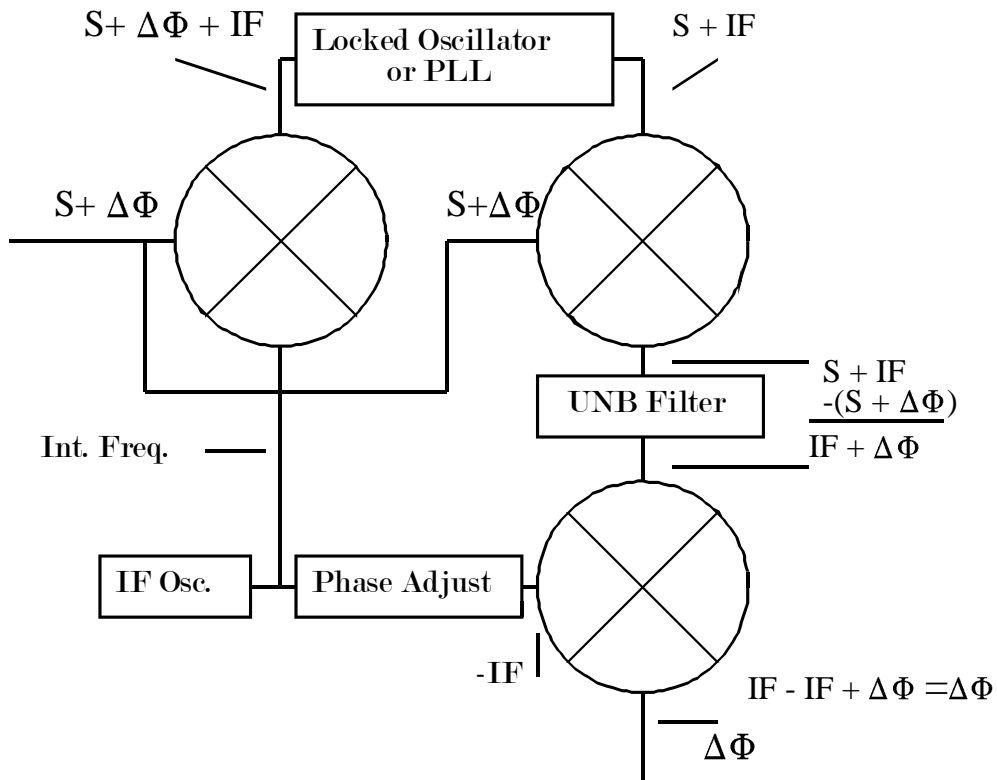 S+ ΔΦ + IF
Locked Oscillator
or PLL
S + IF
S+ ΔΦ
S+ΔΦ
S + IF
-(S + ΔΦ)
IF + ΔΦ
UNB Filter
Int. Freq.
IF Osc.
Phase Adjust
-IF
IF - IF + ΔΦ =ΔΦ
ΔΦ